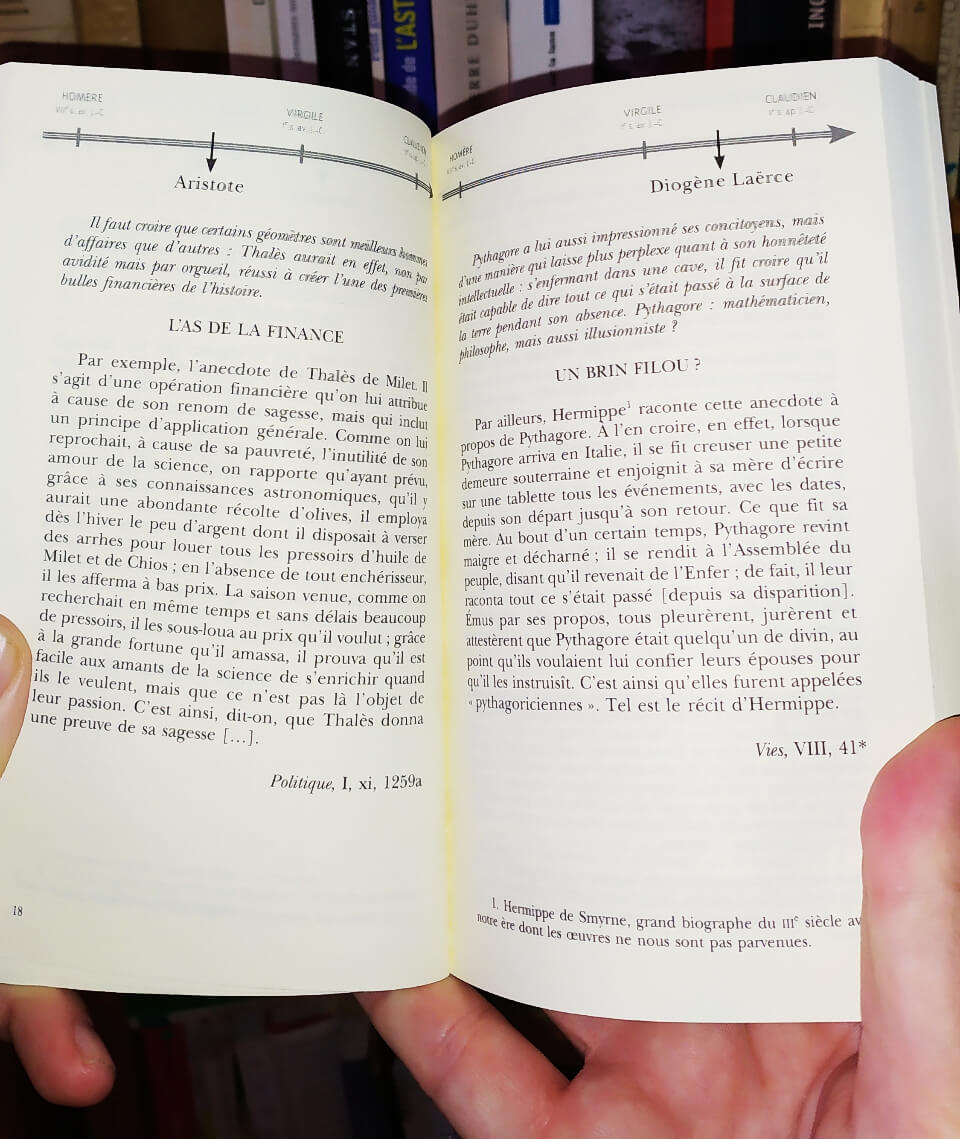 TANTS
de de L'AST
RRE DUH
la lune
ING
HOMÈRE
VIIIe s. av. J.-C.
VIRGILE
Ier s. av. J.-C.
CLAUDIEN
Aristote
Il faut croire que certains géomètres sont meilleurs hommes
d'affaires que d'autres : Thalès aurait en effet, non par
avidité mais par orgueil, réussi à créer l'une des premières
bulles financières de l'histoire.
L'AS DE LA FINANCE
Par exemple, l'anecdote de Thalès de Milet. Il
s'agit d'une opération financière qu'on lui attribue
à cause de son renom de sagesse, mais qui inclut
un principe d'application générale. Comme on lui
reprochait, à cause de sa pauvreté, l'inutilité de son
amour de la science, on rapporte qu'ayant prévu,
grâce à ses connaissances astronomiques, qu'il y
aurait une abondante récolte d'olives, il employa
dès l'hiver le peu d'argent dont il disposait à verser
des arrhes pour louer tous les pressoirs d'huile de
Milet et de Chios ; en l'absence de tout enchérisseur,
il les afferma à bas prix. La saison venue, comme on
recherchait en même temps et sans délais beaucoup
de pressoirs, il les sous-loua au prix qu'il voulut ; grâce
à la grande fortune qu'il amassa, il prouva qu'il est
facile aux amants de la science de s'enrichir quand
ils le veulent, mais que ce n'est pas là l'objet de
leur passion. C'est ainsi, dit-on, que Thalès donna
une preuve de sa sagesse [...].
Politique, I, xi, 1259a
18
HOMÈRE
VIIIe s. av. J.-C.
VIRGILE
Ier s. av. J.-C.
CLAUDIEN
Ve s. ap. J.-C.
Diogène Laërce
Pythagore a lui aussi impressionné ses concitoyens, mais
d'une manière qui laisse plus perplexe quant à son honnêteté
intellectuelle : s'enfermant dans une cave, il fit croire qu'il
était capable de dire tout ce qui s'était passé à la surface de
la terre pendant son absence. Pythagore : mathématicien,
philosophe, mais aussi illusionniste ?
UN BRIN FILOU ?
Par ailleurs, Hermippe1 raconte cette anecdote à
propos de Pythagore. À l'en croire, en effet, lorsque
Pythagore arriva en Italie, il se fit creuser une petite
demeure souterraine et enjoignit à sa mère d'écrire
sur une tablette tous les événements, avec les dates,
depuis son départ jusqu'à son retour. Ce que fit sa
mère. Au bout d'un certain temps, Pythagore revint
maigre et décharné ; il se rendit à l'Assemblée du
peuple, disant qu'il revenait de l'Enfer ; de fait, il leur
raconta tout ce s'était passé [depuis sa disparition].
Émus par ses propos, tous pleurèrent, jurèrent et
attestèrent que Pythagore était quelqu'un de divin, au
point qu'ils voulaient lui confier leurs épouses pour
qu'il les instruisît. C'est ainsi qu'elles furent appelées
« pythagoriciennes ». Tel est le récit d'Hermippe.
Vies, VIII, 41*
1. Hermippe de Smyrne, grand biographe du IIIe siècle av
notre ère dont les œuvres ne nous sont pas parvenues.